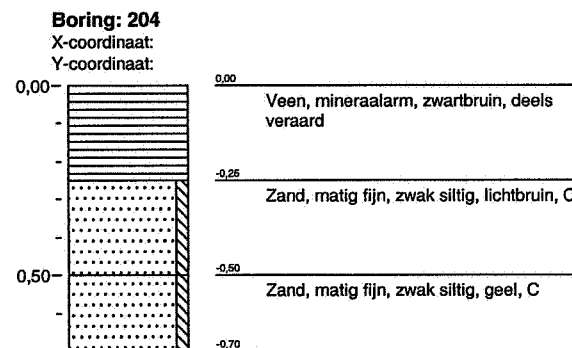 Boring: 204
X-coordinaat:
Y-coordinaat:
0,00
0,00
Veen, mineraalarm, zwartbruin, deels
veraard
-0,25
Zand, matig fijn, zwak siltig, lichtbruin, C
0,50
-0,50
Zand, matig fijn, zwak siltig, geel, C
-0,70